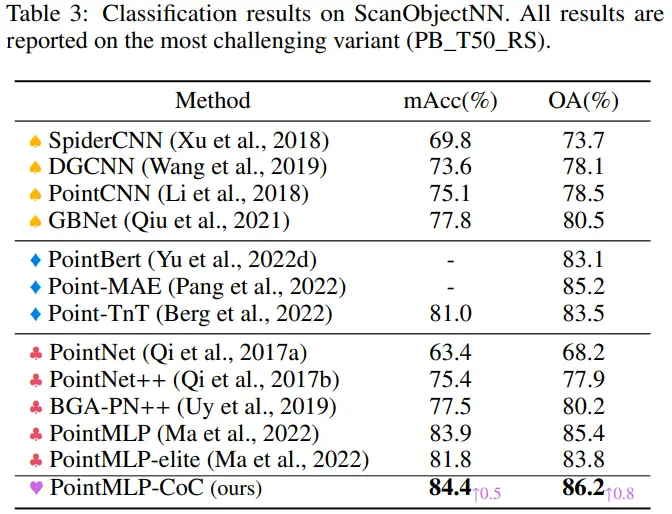 Table 3: Classification results on ScanObjectNN. All results are
reported on the most challenging variant (PB_T50_RS).
Method mAcc(%) OA(%)
♠ SpiderCNN (Xu et al., 2018) 69.8 73.7
♠ DGCNN (Wang et al., 2019) 73.6 78.1
♠ PointCNN (Li et al., 2018) 75.1 78.5
♠ GBNet (Qiu et al., 2021) 77.8 80.5
♦ PointBert (Yu et al., 2022d) - 83.1
♦ Point-MAE (Pang et al., 2022) - 85.2
♦ Point-TnT (Berg et al., 2022) 81.0 83.5
♣ PointNet (Qi et al., 2017a) 63.4 68.2
♣ PointNet++ (Qi et al., 2017b) 75.4 77.9
♣ BGA-PN++ (Uy et al., 2019) 77.5 80.2
♣ PointMLP (Ma et al., 2022) 83.9 85.4
♣ PointMLP-elite (Ma et al., 2022) 81.8 83.8
♥ PointMLP-CoC (ours) 84.4↑0.5 86.2↑0.8